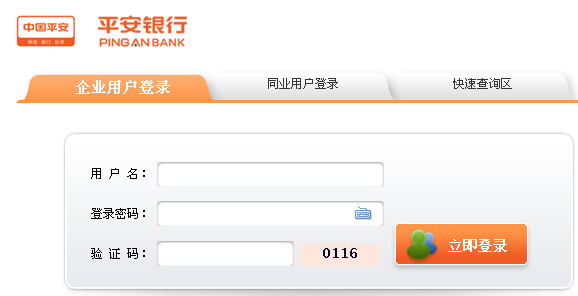 中国平安 平安银行
保险·银行·投资 PINGAN BANK
企业用户登录 同业用户登录 快速查询区
用 户 名：
登录密码：
验 证 码： 0116 立即登录